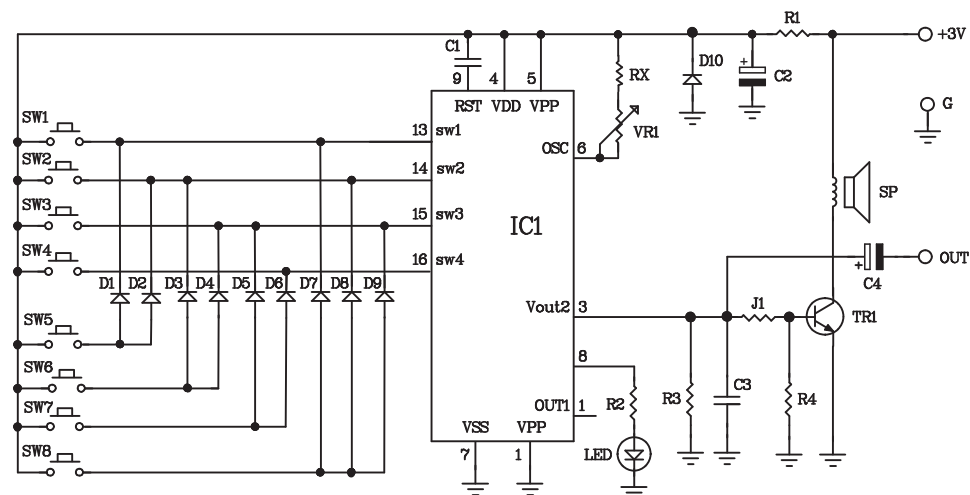 R1
+3V
C1
9
4
5
D10
+
C2
RX
G
RST
VDD
VPP
VR1
SW1
13
sw1
OSC
6
SW2
14
sw2
SW3
15
sw3
IC1
SP
SW4
16
sw4
OUT
D1
D2
D3
D4
D5
D6
D7
D8
D9
+
C4
Vout2
3
J1
TR1
SW5
8
SW6
R2
R3
C3
R4
OUT1
1
SW7
VSS
VPP
SW8
7
1
LED